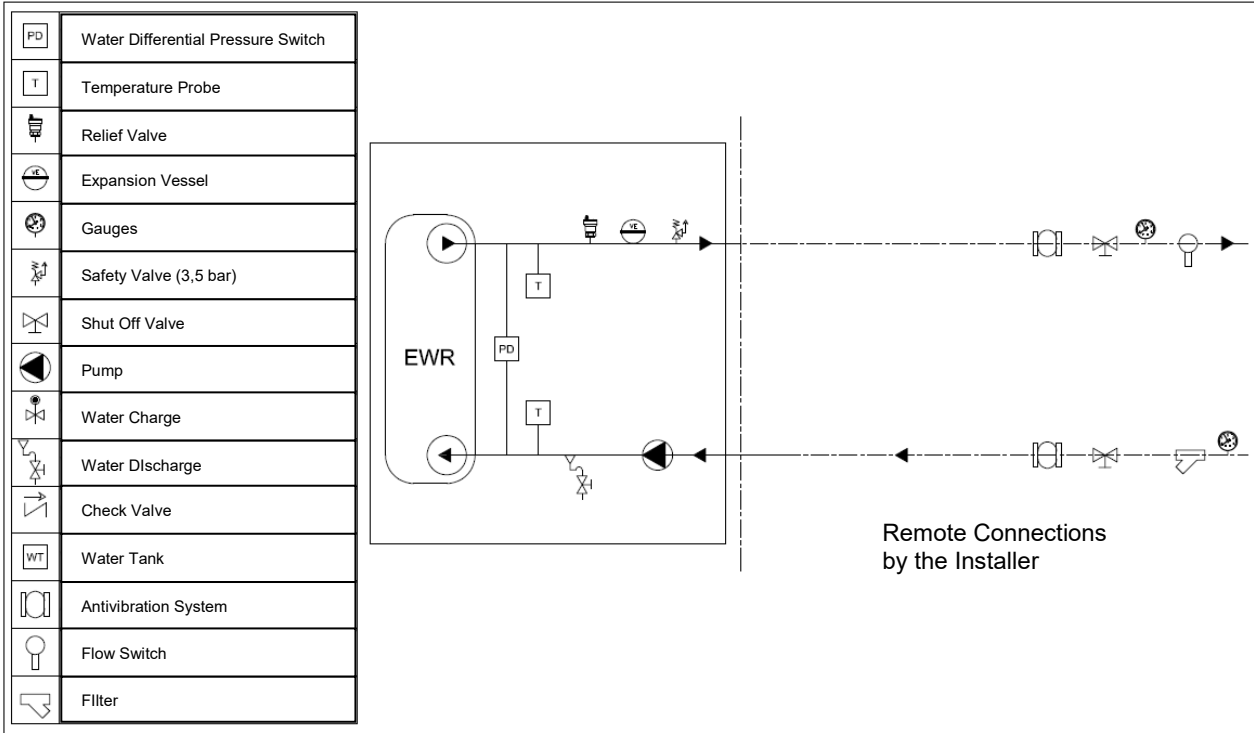 PD Water Differential Pressure Switch
T Temperature Probe
Relief Valve
VE Expansion Vessel
Gauges
Safety Valve (3,5 bar)
Shut Off Valve
Pump
Water Charge
Water DIscharge
Check Valve
WT Water Tank
Antivibration System
Flow Switch
FIlter
VE
T
EWR
PD
T
Remote Connections
by the Installer